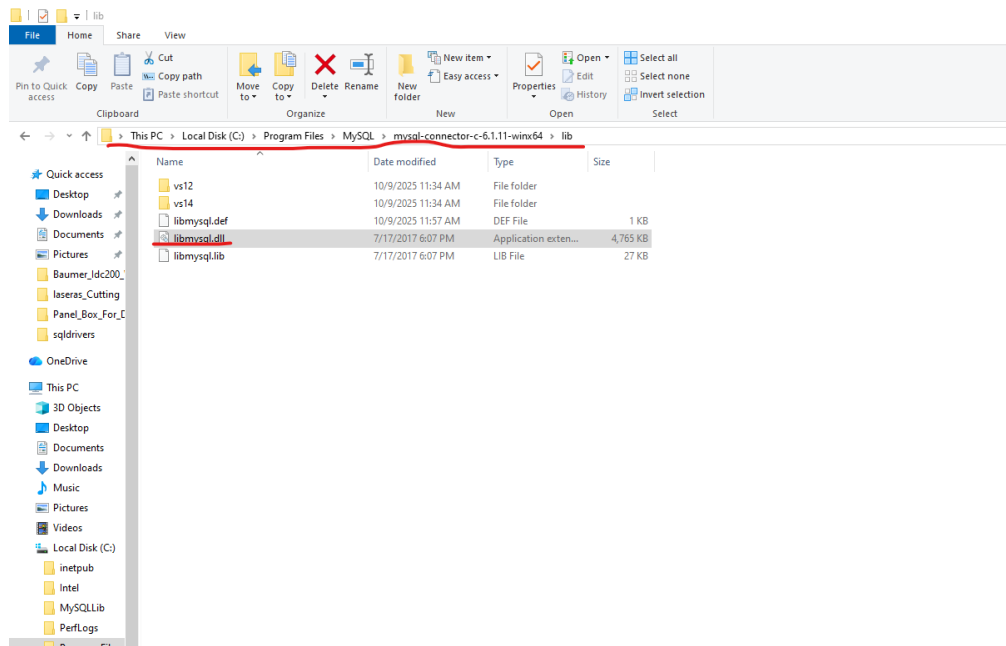 lib
File Home Share View
Pin to Quick access
Copy
Paste
Cut
Copy path
Paste shortcut
Clipboard
Move to
Copy to
Delete
Rename
Organize
New folder
New item
Easy access
New
Properties
Open
Edit
History
Open
Select all
Select none
Invert selection
Select
This PC > Local Disk (C:) > Program Files > MySQL > mysql-connector-c-6.1.11-winx64 > lib
Name Date modified Type Size
vs12 10/9/2025 11:34 AM File folder
vs14 10/9/2025 11:34 AM File folder
libmysql.def 10/9/2025 11:57 AM DEF File 1 KB
libmysql.dll 7/17/2017 6:07 PM Application exten... 4,765 KB
libmysql.lib 7/17/2017 6:07 PM LIB File 27 KB
Quick access
Desktop
Downloads
Documents
Pictures
Baumer_ldc200_
laseras_Cutting
Panel_Box_For_
sqldrivers
OneDrive
This PC
3D Objects
Desktop
Documents
Downloads
Music
Pictures
Videos
Local Disk (C:)
inetpub
Intel
MySQLLib
PerfLogs